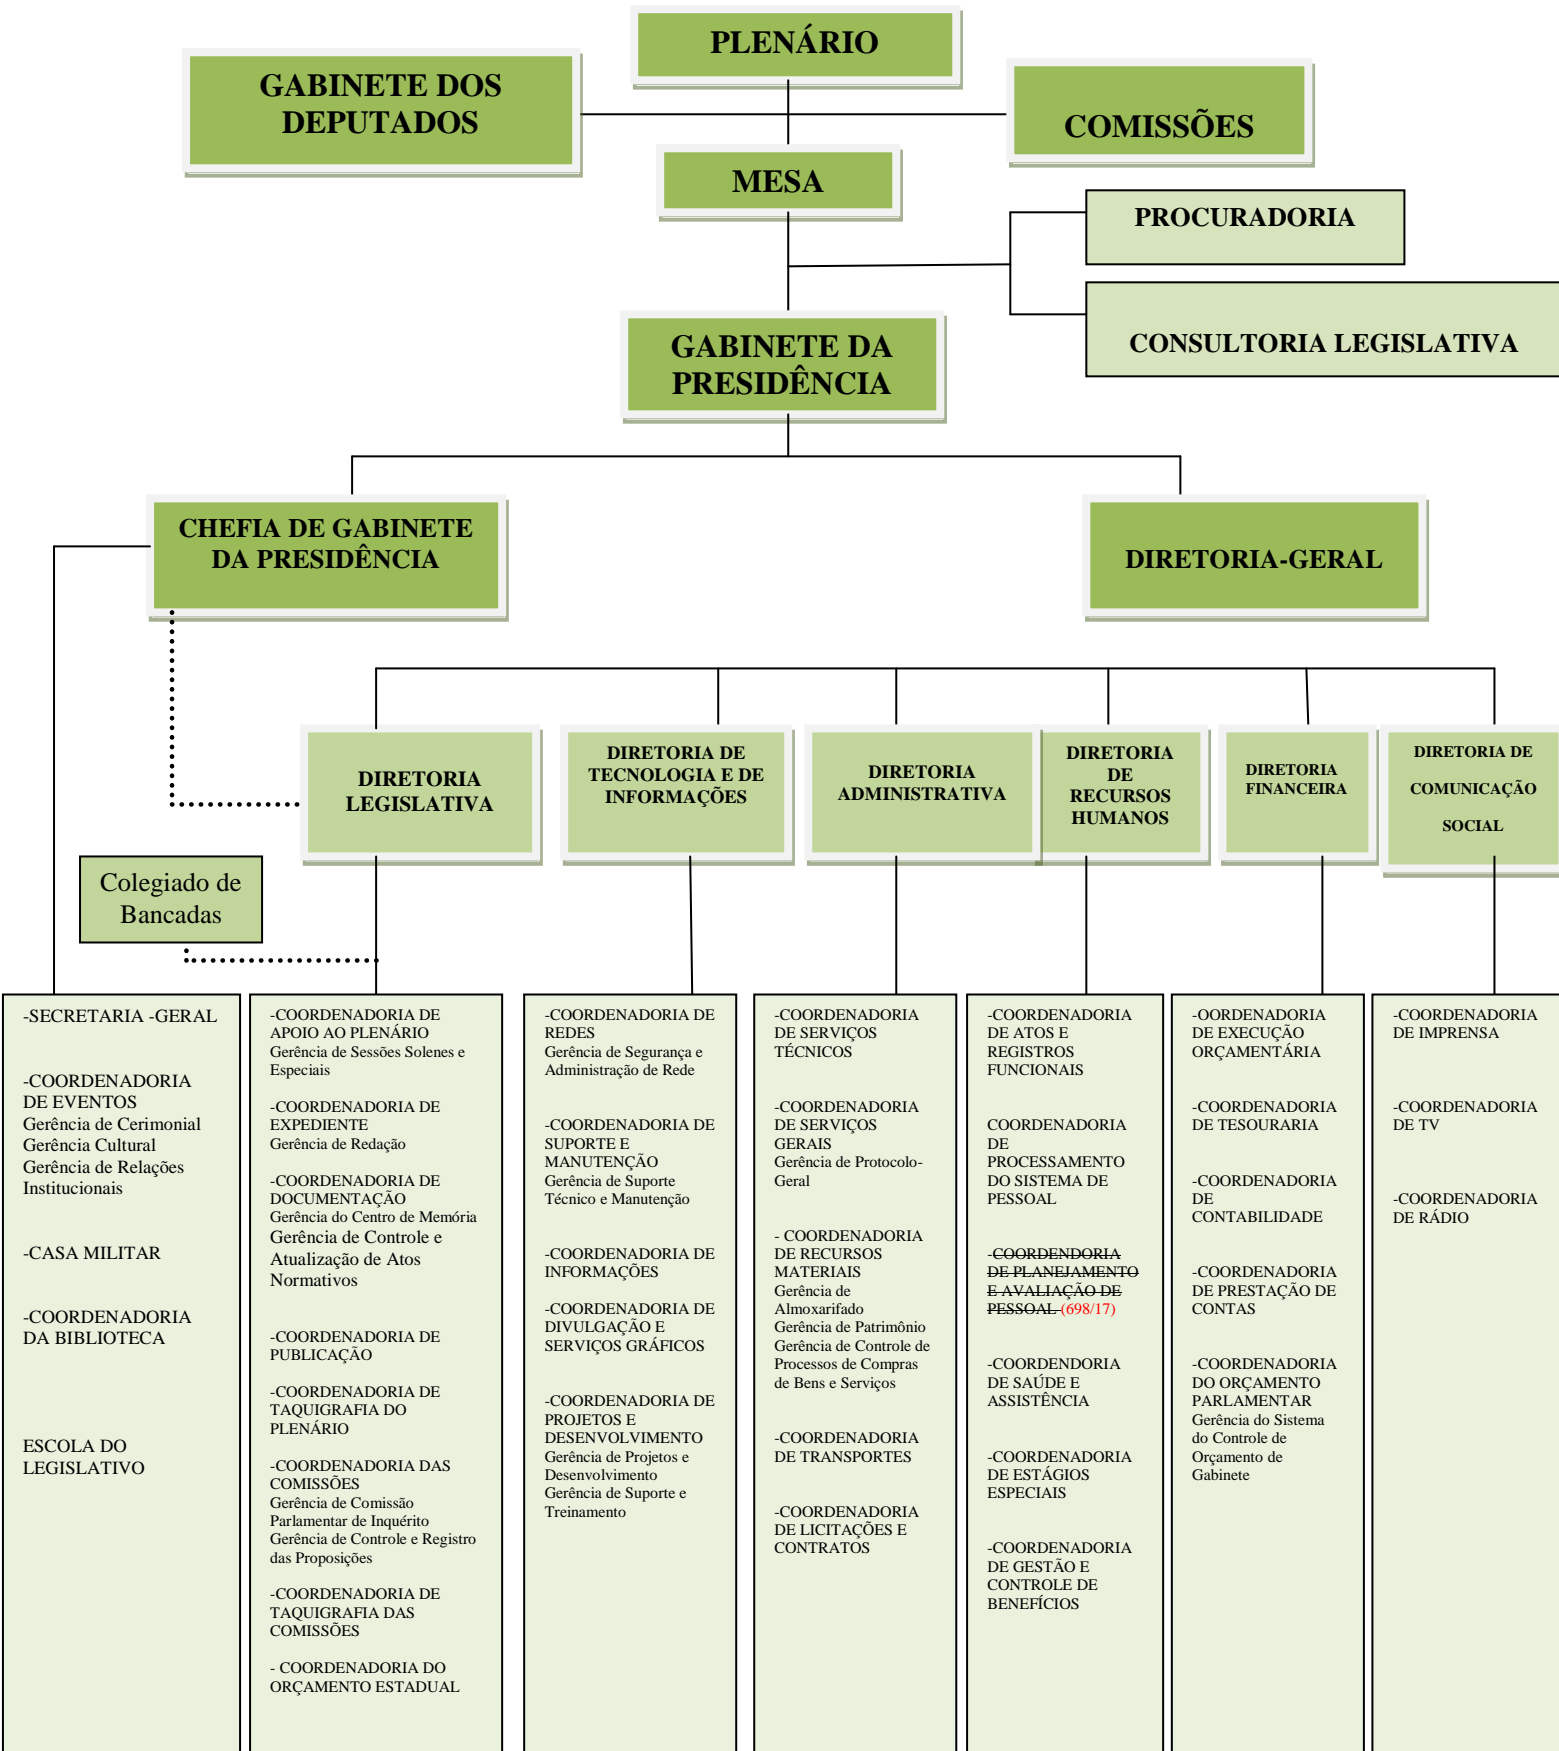 PLENÁRIO
GABINETE DOS
DEPUTADOS
COMISSÕES
MESA
PROCURADORIA
CONSULTORIA LEGISLATIVA
GABINETE DA
PRESIDÊNCIA
CHEFIA DE GABINETE
DA PRESIDÊNCIA
DIRETORIA-GERAL
DIRETORIA
LEGISLATIVA
DIRETORIA DE
TECNOLOGIA E DE
INFORMAÇÕES
DIRETORIA
ADMINISTRATIVA
DIRETORIA
DE
RECURSOS
HUMANOS
DIRETORIA
FINANCEIRA
DIRETORIA DE
COMUNICAÇÃO
SOCIAL
Colegiado de
Bancadas
-SECRETARIA -GERAL
-COORDENADORIA
DE EVENTOS
Gerência de Cerimonial
Gerência Cultural
Gerência de Relações
Institucionais
-CASA MILITAR
-COORDENADORIA
DA BIBLIOTECA
ESCOLA DO
LEGISLATIVO
-COORDENADORIA DE
APOIO AO PLENÁRIO
Gerência de Sessões Solenes e
Especiais
-COORDENADORIA DE
EXPEDIENTE
Gerência de Redação
-COORDENADORIA DE
DOCUMENTAÇÃO
Gerência do Centro de Memória
Gerência de Controle e
Atualização de Atos
Normativos
-COORDENADORIA DE
PUBLICAÇÃO
-COORDENADORIA DE
TAQUIGRAFIA DO
PLENÁRIO
-COORDENADORIA DAS
COMISSÕES
Gerência de Comissão
Parlamentar de Inquérito
Gerência de Controle e Registro
das Proposições
-COORDENADORIA DE
TAQUIGRAFIA DAS
COMISSÕES
- COORDENADORIA DO
ORÇAMENTO ESTADUAL
-COORDENADORIA DE
REDES
Gerência de Segurança e
Administração de Rede
-COORDENADORIA DE
SUPORTE E
MANUTENÇÃO
Gerência de Suporte
Técnico e Manutenção
-COORDENADORIA DE
INFORMAÇÕES
-COORDENADORIA DE
DIVULGAÇÃO E
SERVIÇOS GRÁFICOS
-COORDENADORIA DE
PROJETOS E
DESENVOLVIMENTO
Gerência de Projetos e
Desenvolvimento
Gerência de Suporte e
Treinamento
-COORDENADORIA
DE SERVIÇOS
TÉCNICOS
-COORDENADORIA
DE SERVIÇOS
GERAIS
Gerência de Protocolo-
Geral
- COORDENADORIA
DE RECURSOS
MATERIAIS
Gerência de
Almoxarifado
Gerência de Patrimônio
Gerência de Controle de
Processos de Compras
de Bens e Serviços
-COORDENADORIA
DE TRANSPORTES
-COORDENADORIA
DE LICITAÇÕES E
CONTRATOS
-COORDENADORIA
DE ATOS E
REGISTROS
FUNCIONAIS
COORDENADORIA
DE
PROCESSAMENTO
DO SISTEMA DE
PESSOAL
-COORDENDORIA
DE PLANEJAMENTO
E AVALIAÇÃO DE
PESSOAL (698/17)
-COORDENDORIA
DE SAÚDE E
ASSISTÊNCIA
-COORDENADORIA
DE ESTÁGIOS
ESPECIAIS
-COORDENADORIA
DE GESTÃO E
CONTROLE DE
BENEFÍCIOS
-OORDENADORIA
DE EXECUÇÃO
ORÇAMENTÁRIA
-COORDENADORIA
DE TESOURARIA
-COORDENADORIA
DE
CONTABILIDADE
-COORDENADORIA
DE PRESTAÇÃO DE
CONTAS
-COORDENADORIA
DO ORÇAMENTO
PARLAMENTAR
Gerência do Sistema
do Controle de
Orçamento de
Gabinete
-COORDENADORIA
DE IMPRENSA
-COORDENADORIA
DE TV
-COORDENADORIA
DE RÁDIO